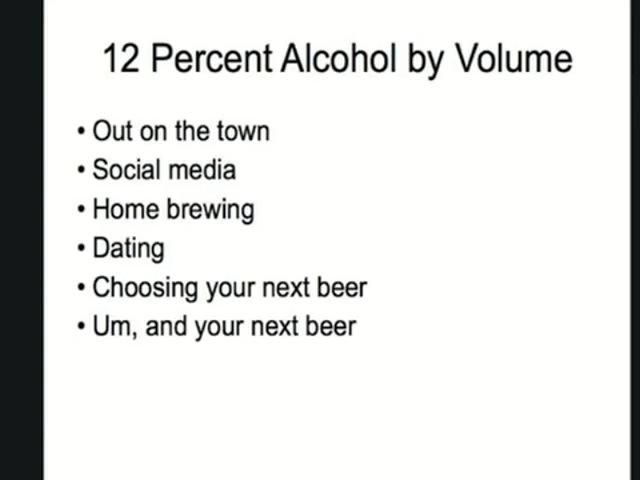 12 Percent Alcohol by Volume
• Out on the town
• Social media
• Home brewing
• Dating
• Choosing your next beer
• Um, and your next beer